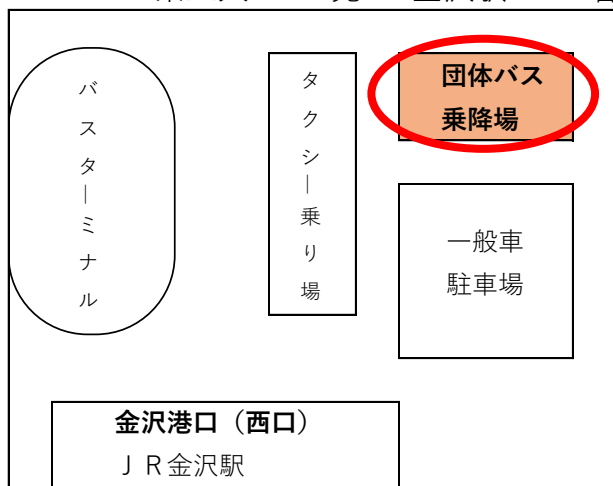 バスターミナル
タクシー乗り場
団体バス
乗降場
一般車
駐車場
金沢港口（西口）
ＪＲ金沢駅